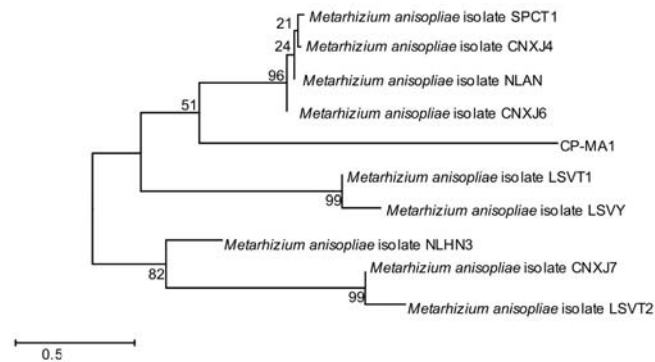 21
Metarhizium anisopliae isolate SPCT1
24
Metarhizium anisopliae isolate CNXJ4
96
Metarhizium anisopliae isolate NLAN
51
Metarhizium anisopliae isolate CNXJ6
CP-MA1
Metarhizium anisopliae isolate LSVT1
99
Metarhizium anisopliae isolate LSVY
Metarhizium anisopliae isolate NLHN3
82
Metarhizium anisopliae isolate CNXJ7
99
Metarhizium anisopliae isolate LSVT2
0.5